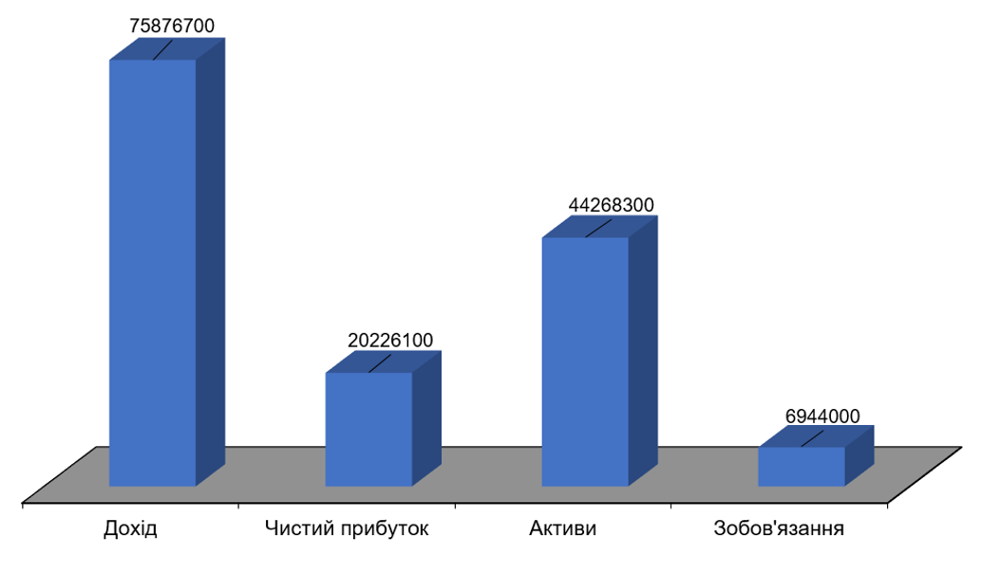 75876700
44268300
20226100
6944000
Дохід
Чистий прибуток
Активи
Зобов'язання